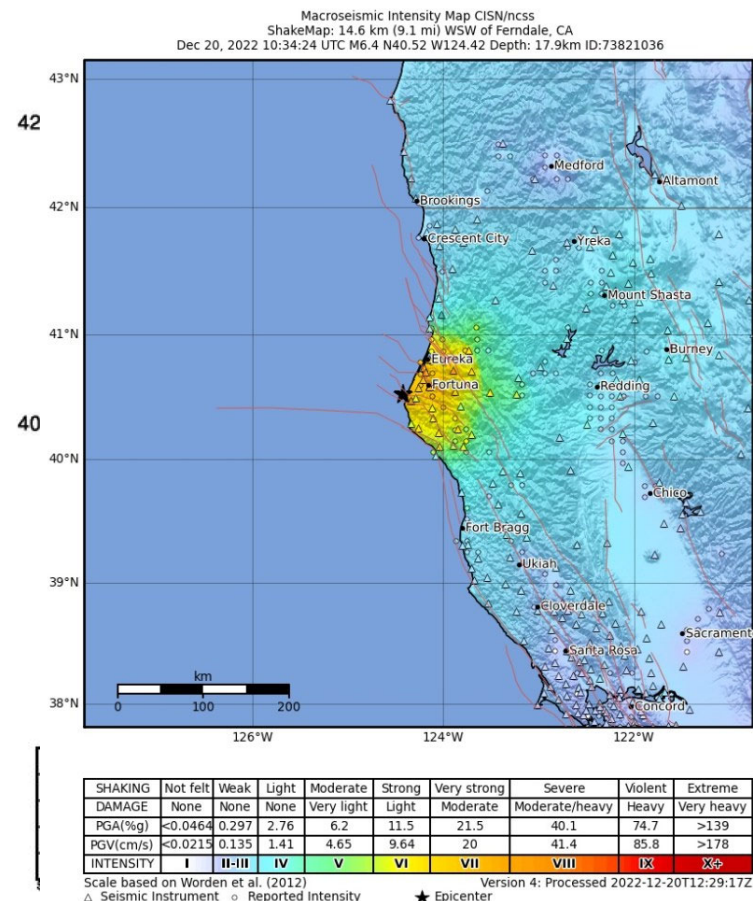 Macroseismic Intensity Map CISN/ncss
ShakeMap: 14.6 km (9.1 mi) WSW of Ferndale, CA
Dec 20, 2022 10:34:24 UTC M6.4 N40.52 W124.42 Depth: 17.9km ID:73821036
43°N
42
Medford
Altamont
42°N
Brookings
Crescent City
Yreka
Mount Shasta
41°N
Eureka
Burney
Fortuna
Redding
40
40°N
Chico
Fort Bragg
Ukiah
39°N
Cloverdale
Sacrament
Santa Rosa
km
0 100 200
38°N
Concord
126°W 124°W 122°W
SHAKING Not felt Weak Light Moderate Strong Very strong Severe Violent Extreme
DAMAGE None None None Very light Light Moderate Moderate/heavy Heavy Very heavy
PGA(%g) <0.0464 0.297 2.76 6.2 11.5 21.5 40.1 74.7 >139
PGV(cm/s) <0.0215 0.135 1.41 4.65 9.64 20 41.4 85.8 >178
INTENSITY I II-III IV V VI VII VIII IX X+
Scale based on Worden et al. (2012) Version 4: Processed 2022-12-20T12:29:17Z
△ Seismic Instrument ○ Reported Intensity ★ Epicenter